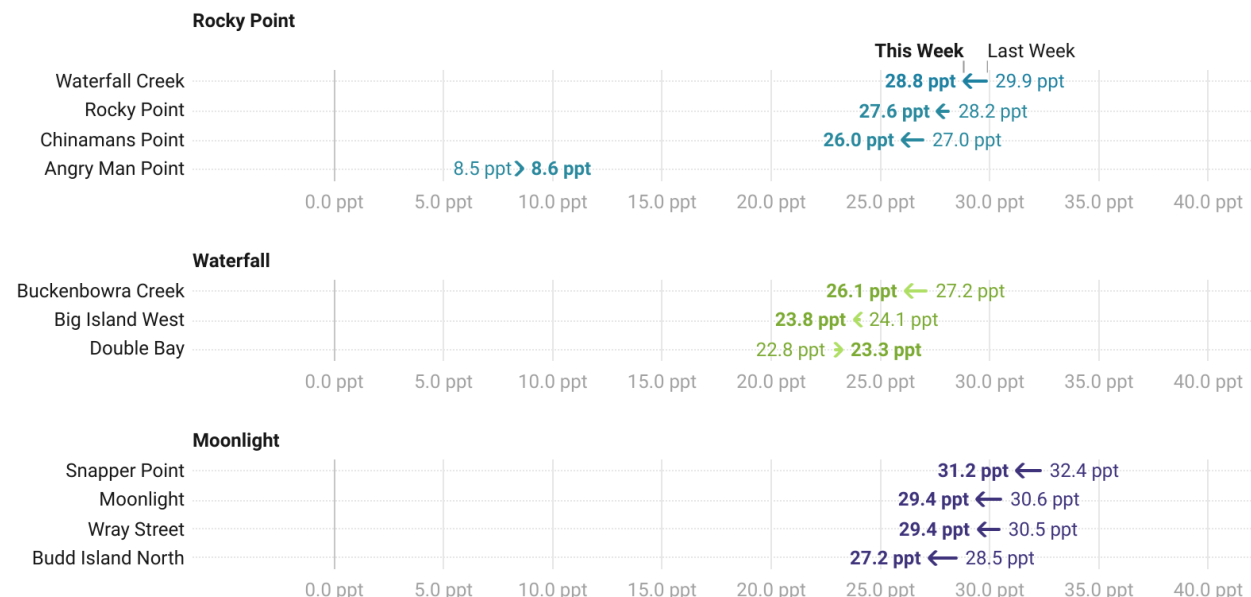 Rocky Point
This Week Last Week
Waterfall Creek 28.8 ppt 29.9 ppt
Rocky Point 27.6 ppt 28.2 ppt
Chinamans Point 26.0 ppt 27.0 ppt
Angry Man Point 8.5 ppt 8.6 ppt
0.0 ppt 5.0 ppt 10.0 ppt 15.0 ppt 20.0 ppt 25.0 ppt 30.0 ppt 35.0 ppt 40.0 ppt
Waterfall
Buckenbowra Creek 26.1 ppt 27.2 ppt
Big Island West 23.8 ppt 24.1 ppt
Double Bay 22.8 ppt 23.3 ppt
0.0 ppt 5.0 ppt 10.0 ppt 15.0 ppt 20.0 ppt 25.0 ppt 30.0 ppt 35.0 ppt 40.0 ppt
Moonlight
Snapper Point 31.2 ppt 32.4 ppt
Moonlight 29.4 ppt 30.6 ppt
Wray Street 29.4 ppt 30.5 ppt
Budd Island North 27.2 ppt 28.5 ppt
0.0 ppt 5.0 ppt 10.0 ppt 15.0 ppt 20.0 ppt 25.0 ppt 30.0 ppt 35.0 ppt 40.0 ppt